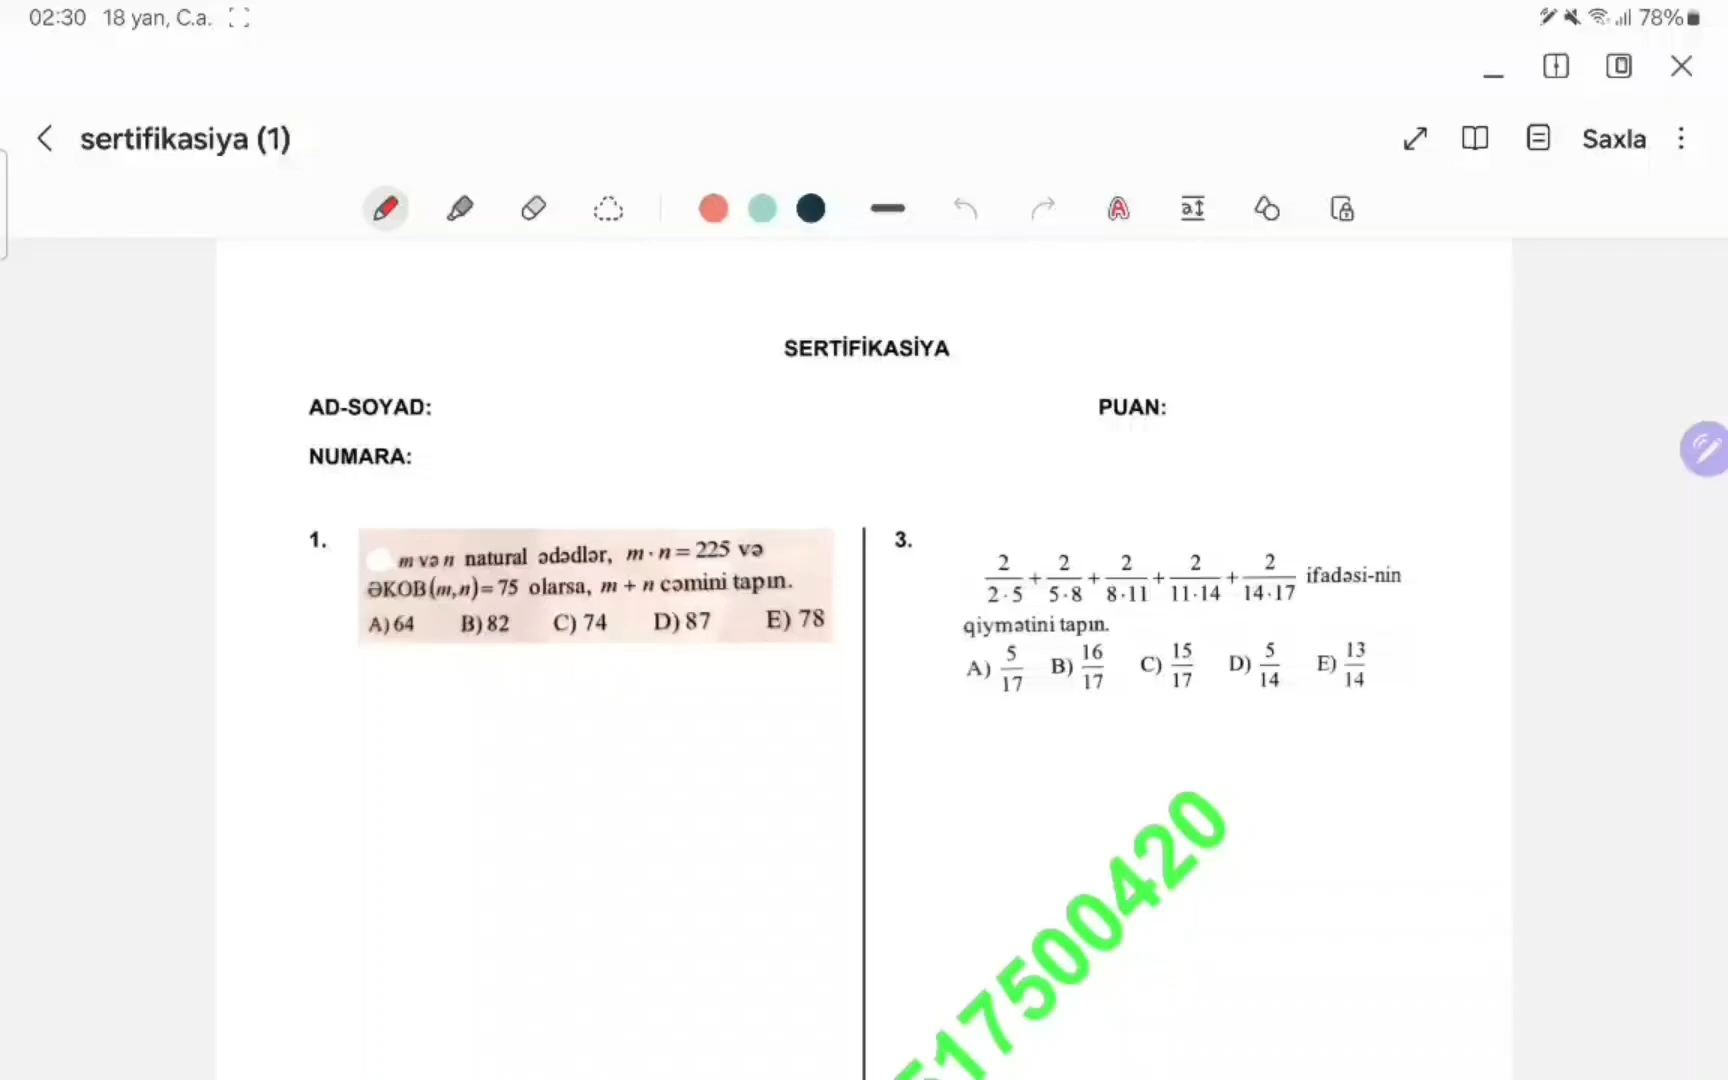 02:30 18 yan, C.a.
78%
sertifikasiya (1)
Saxla
SERTİFİKASİYA
AD-SOYAD:
PUAN:
NUMARA:
1.
m və n natural ədədlər, m · n = 225 və
ƏKOB(m,n)= 75 olarsa, m + n cəmini tapın.
A) 64 B) 82 C) 74 D) 87 E) 78
3.
2/(2·5) + 2/(5·8) + 2/(8·11) + 2/(11·14) + 2/(14·17) ifadəsi-nin
qiymətini tapın.
A) 5/17 B) 16/17 C) 15/17 D) 5/14 E) 13/14
517500420